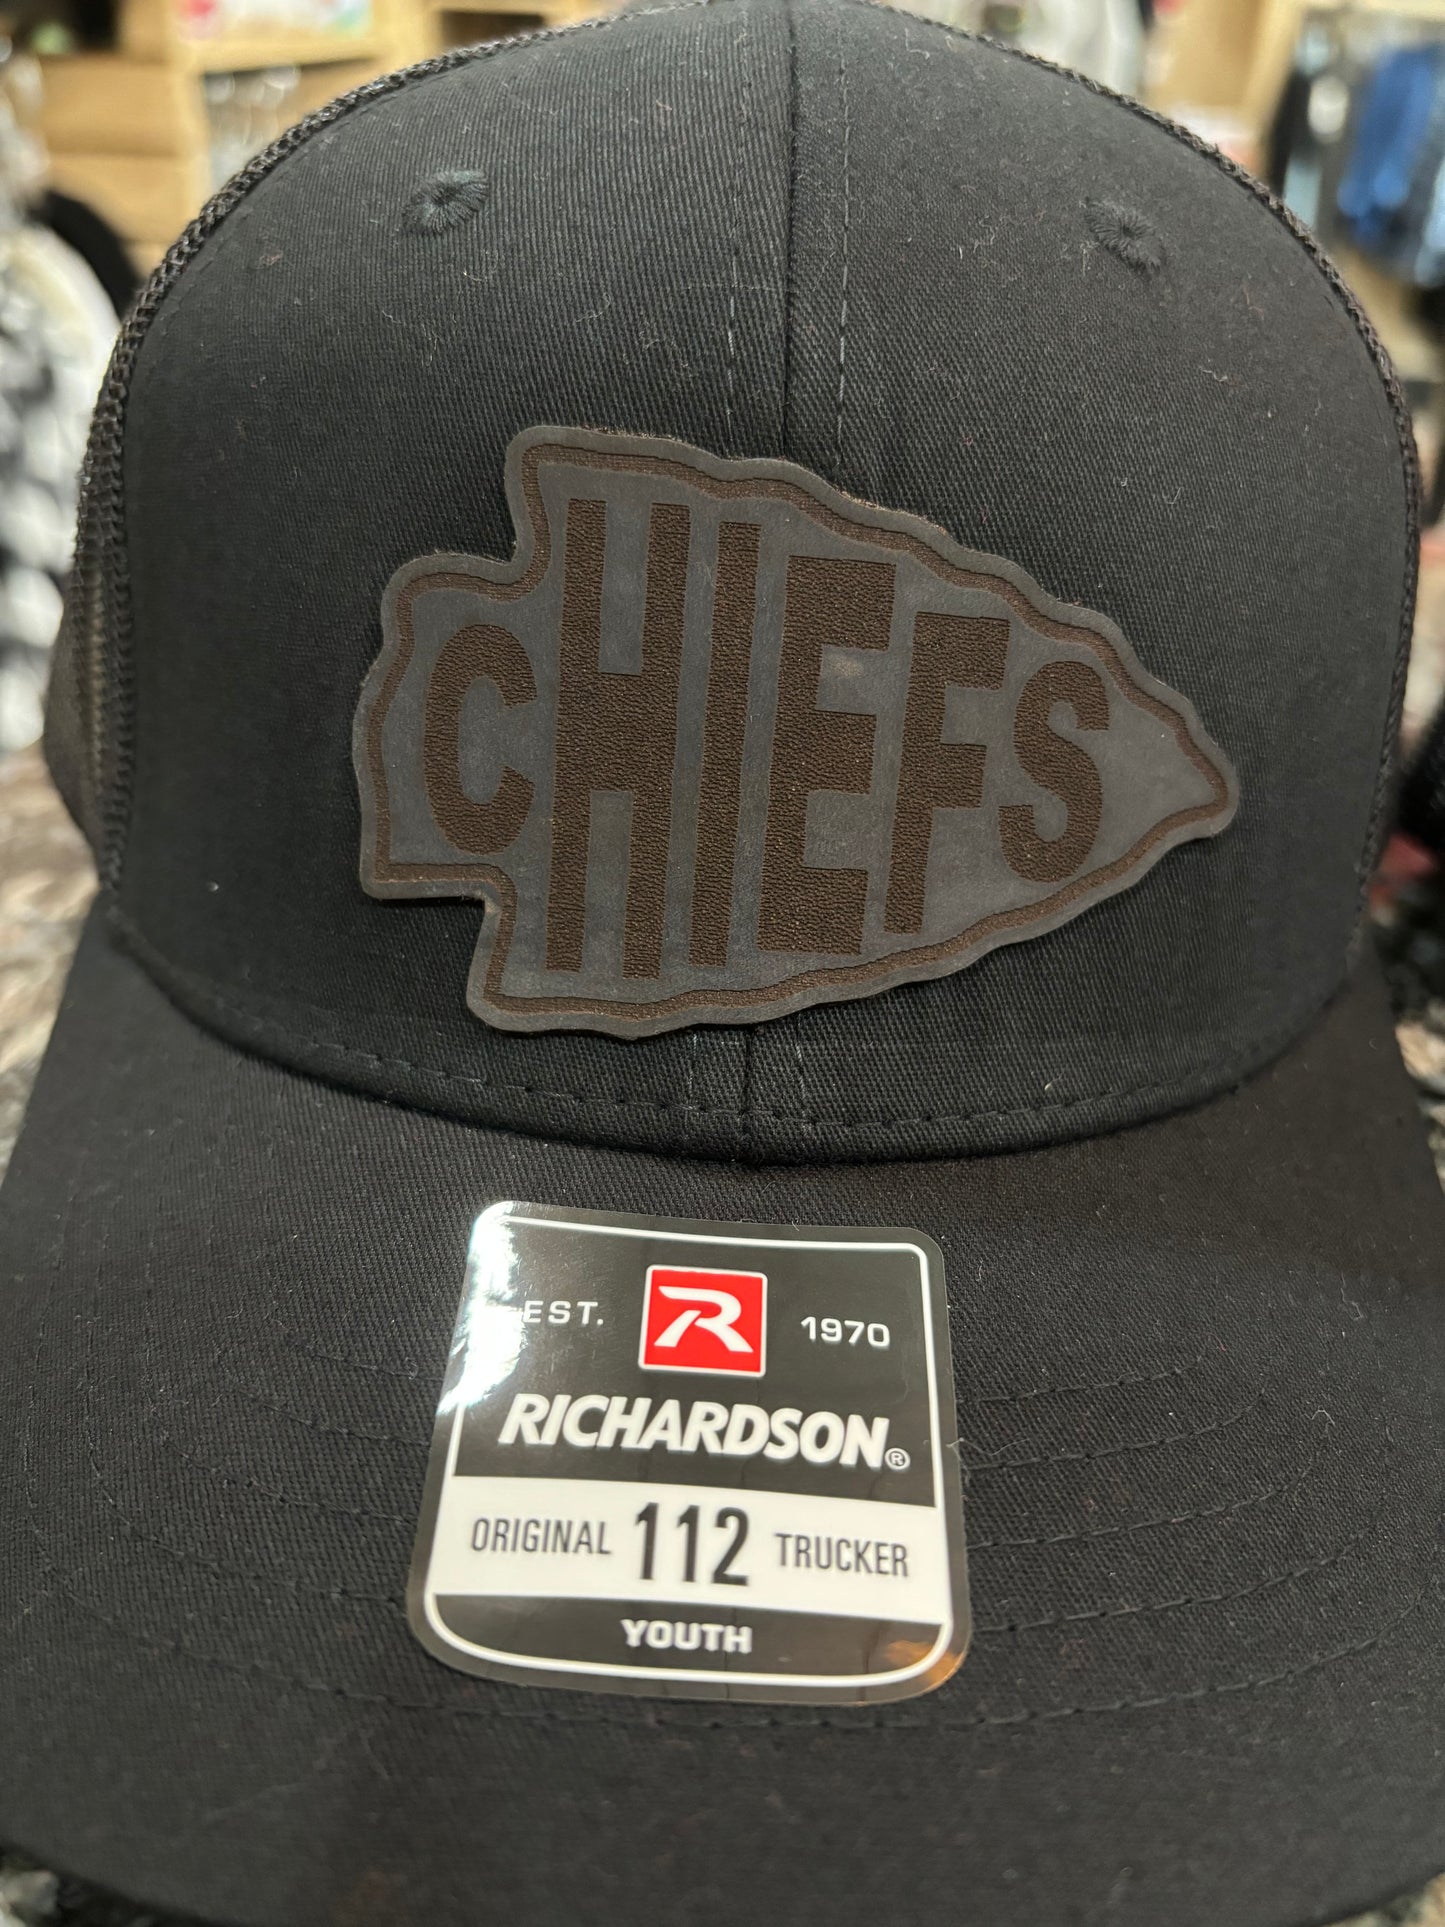 CHIEFS
EST. R 1970
RICHARDSON®
ORIGINAL 112 TRUCKER
YOUTH